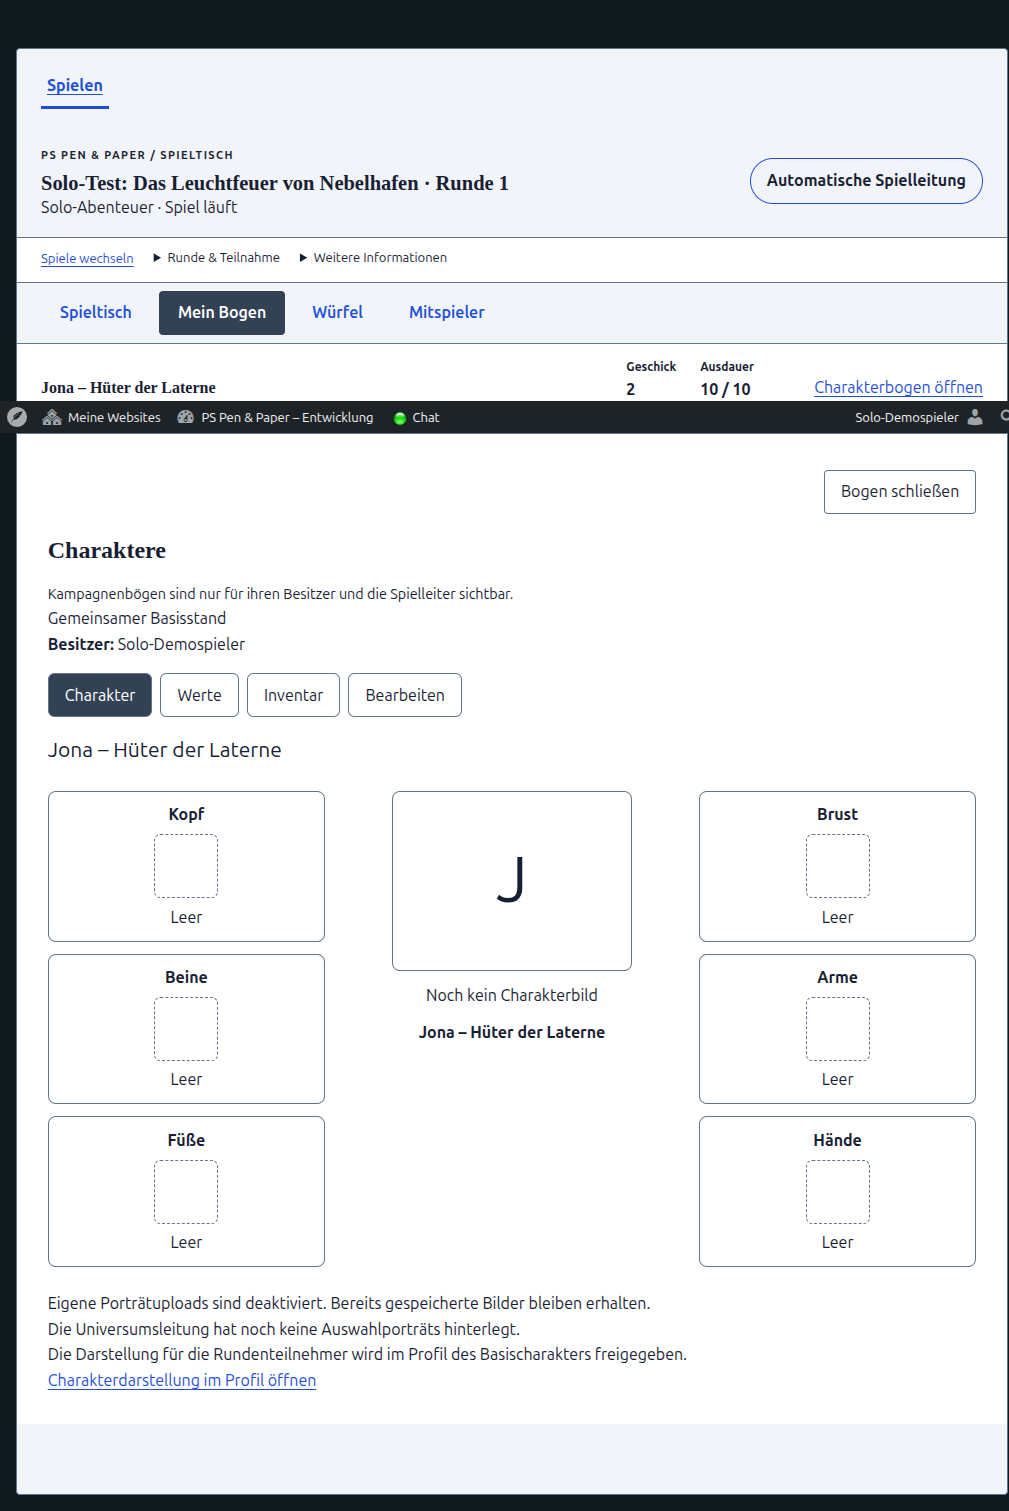 Spielen
PS PEN & PAPER / SPIELTISCH
Solo-Test: Das Leuchtfeuer von Nebelhafen · Runde 1
Solo-Abenteuer · Spiel läuft
Automatische Spielleitung
Spiele wechseln
Runde & Teilnahme
Weitere Informationen
Spieltisch
Mein Bogen
Würfel
Mitspieler
Jona – Hüter der Laterne
Geschick
2
Ausdauer
10 / 10
Charakterbogen öffnen
Meine Websites
PS Pen & Paper – Entwicklung
Chat
Solo-Demospieler
Bogen schließen
Charaktere
Kampagnenbögen sind nur für ihren Besitzer und die Spielleiter sichtbar.
Gemeinsamer Basisstand
Besitzer: Solo-Demospieler
Charakter
Werte
Inventar
Bearbeiten
Jona – Hüter der Laterne
Kopf
Leer
Beine
Leer
Füße
Leer
J
Noch kein Charakterbild
Jona – Hüter der Laterne
Brust
Leer
Arme
Leer
Hände
Leer
Eigene Porträtuploads sind deaktiviert. Bereits gespeicherte Bilder bleiben erhalten.
Die Universumsleitung hat noch keine Auswahlporträts hinterlegt.
Die Darstellung für die Rundenteilnehmer wird im Profil des Basischarakters freigegeben.
Charakterdarstellung im Profil öffnen